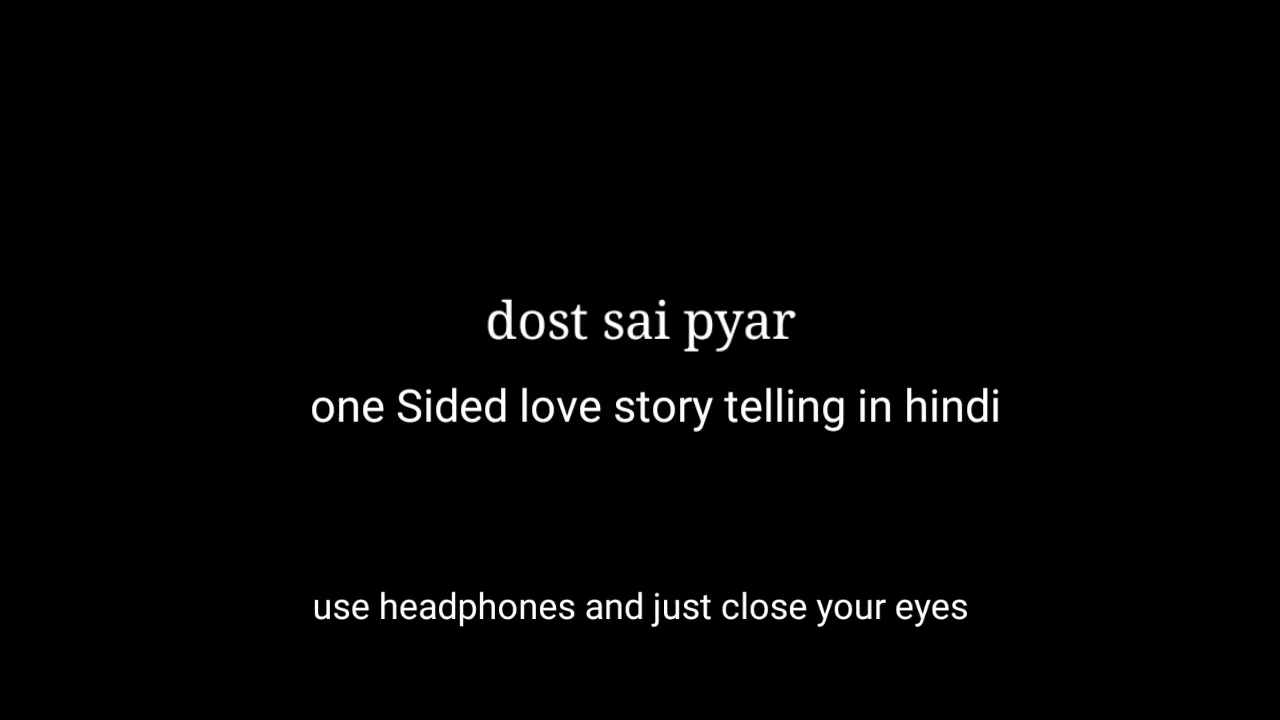 dost sai pyar
one Sided love story telling in hindi
use headphones and just close your eyes